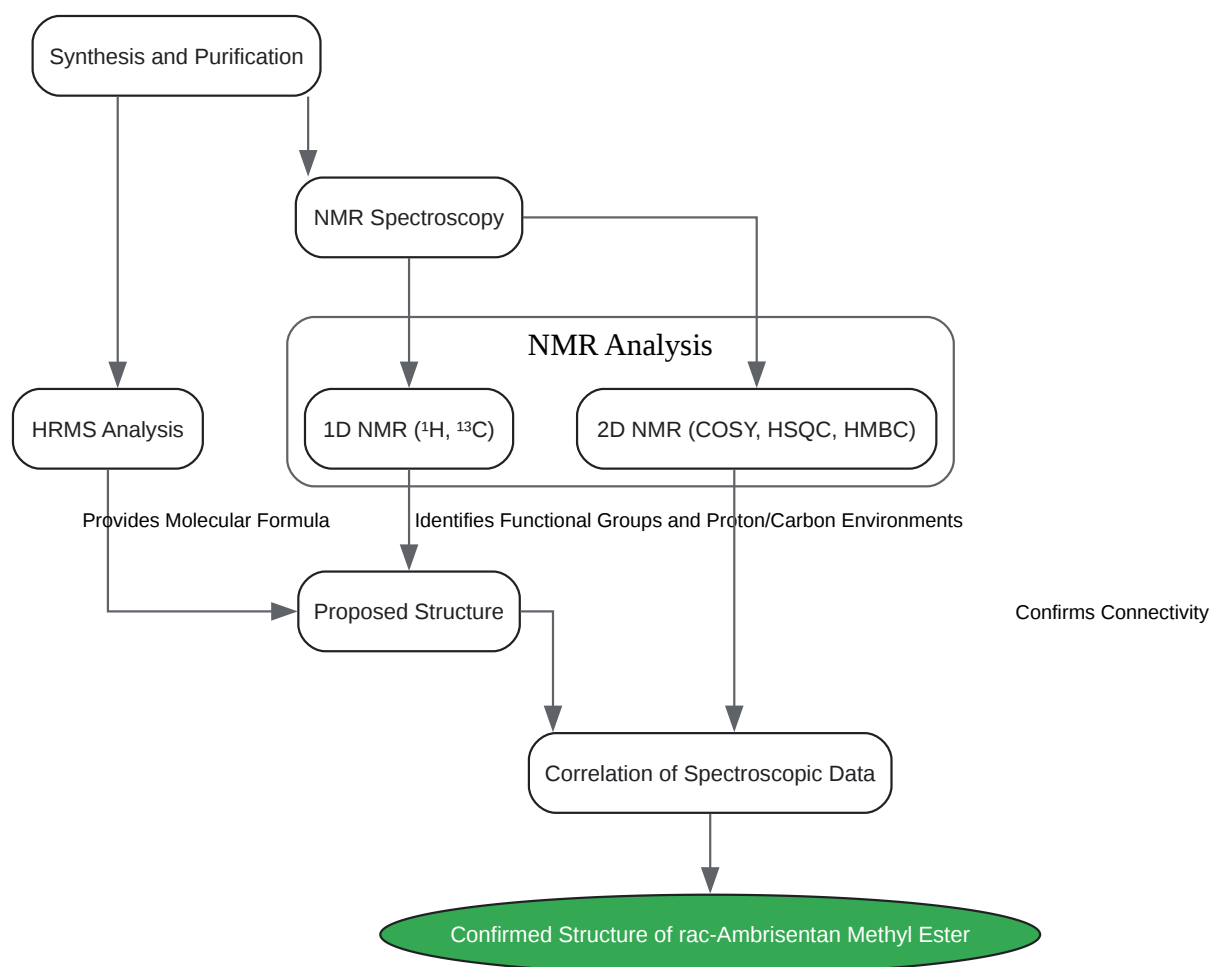 Synthesis and Purification
NMR Spectroscopy
NMR Analysis
HRMS Analysis
1D NMR (¹H, ¹³C)
2D NMR (COSY, HSQC, HMBC)
Provides Molecular Formula
Identifies Functional Groups and Proton/Carbon Environments
Proposed Structure
Confirms Connectivity
Correlation of Spectroscopic Data
Confirmed Structure of rac-Ambrisentan Methyl Ester